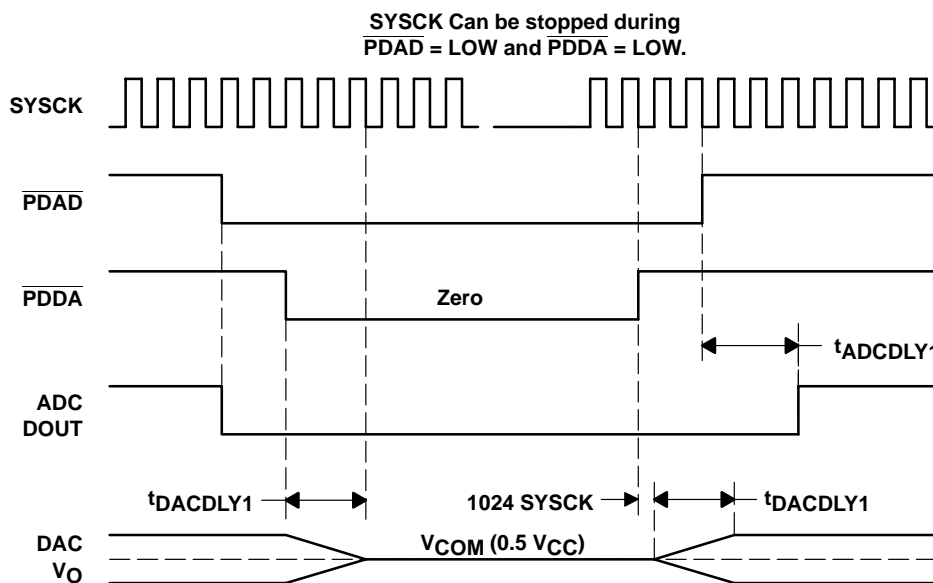 SYSCK Can be stopped during
PDAD = LOW and PDDA = LOW.
SYSCK
PDAD
PDDA
Zero
tADCDLY1
ADC
DOUT
tDACDLY1
1024 SYSCK
tDACDLY1
DAC
VO
VCOM (0.5 VCC)